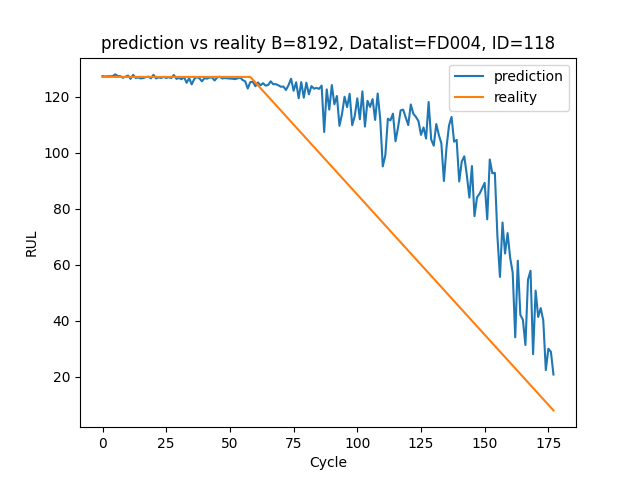 prediction vs reality B=8192, Datalist=FD004, ID=118
prediction
reality
RUL
120
100
80
60
40
20
0 25 50 75 100 125 150 175
Cycle